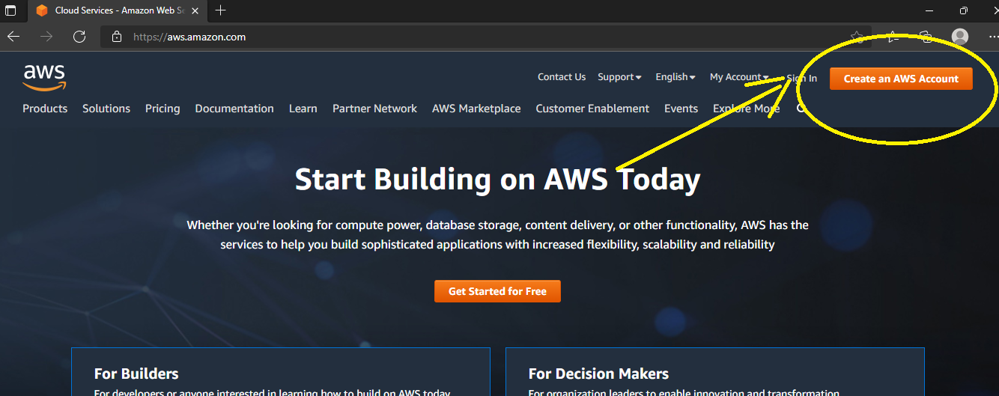 Cloud Services - Amazon Web Se
https://aws.amazon.com
aws
Contact Us Support English My Account Sign In Create an AWS Account
Products Solutions Pricing Documentation Learn Partner Network AWS Marketplace Customer Enablement Events Explore More
Start Building on AWS Today
Whether you're looking for compute power, database storage, content delivery, or other functionality, AWS has the
services to help you build sophisticated applications with increased flexibility, scalability and reliability
Get Started for Free
For Builders
For developers or anyone interested in learning how to build on AWS today
For Decision Makers
For organization leaders to enable innovation and transformation